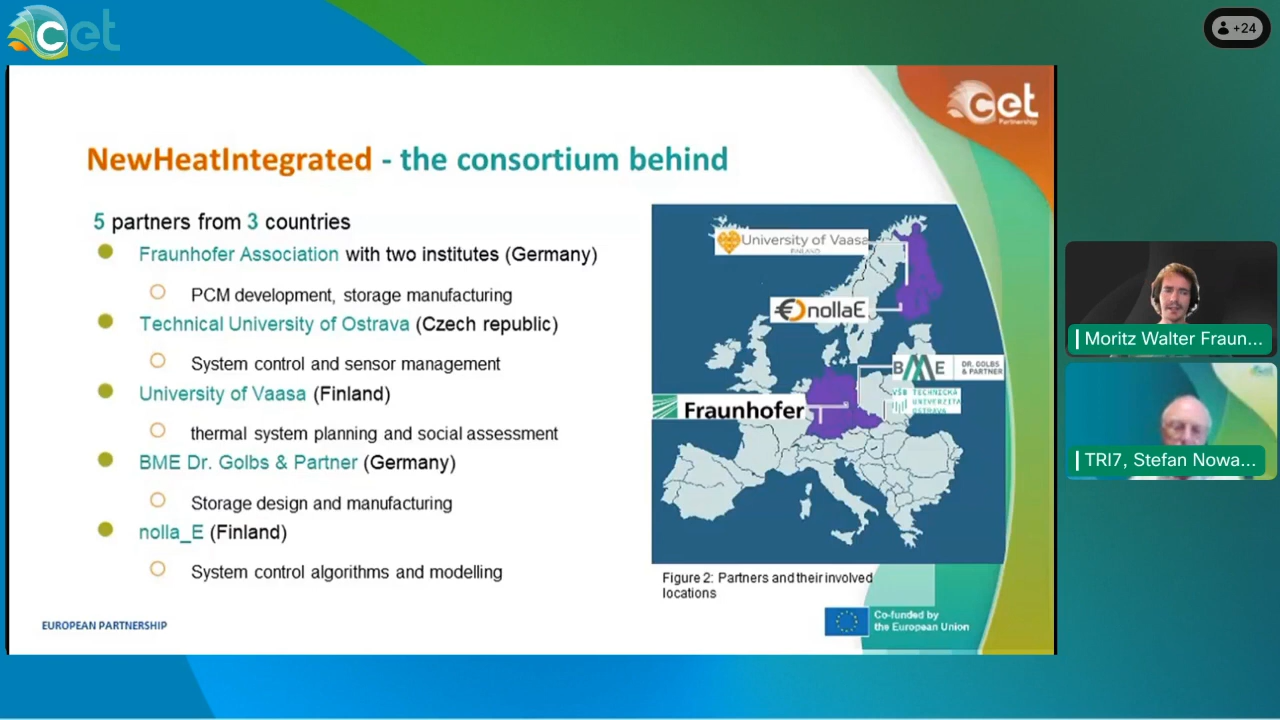 cet
+24
cet
Partnership
NewHeatIntegrated - the consortium behind
5 partners from 3 countries
Fraunhofer Association with two institutes (Germany)
PCM development, storage manufacturing
Technical University of Ostrava (Czech republic)
System control and sensor management
University of Vaasa (Finland)
thermal system planning and social assessment
BME Dr. Golbs & Partner (Germany)
Storage design and manufacturing
nolla_E (Finland)
System control algorithms and modelling
University of Vaasa
FINLAND
nollaE
BME DR. GOLBS
& PARTNER
VŠB TECHNICKÁ
UNIVERZITA
OSTRAVA
Fraunhofer
Figure 2: Partners and their involved
locations
EUROPEAN PARTNERSHIP
Co-funded by
the European Union
Moritz Walter Fraun...
TRI7, Stefan Nowa...